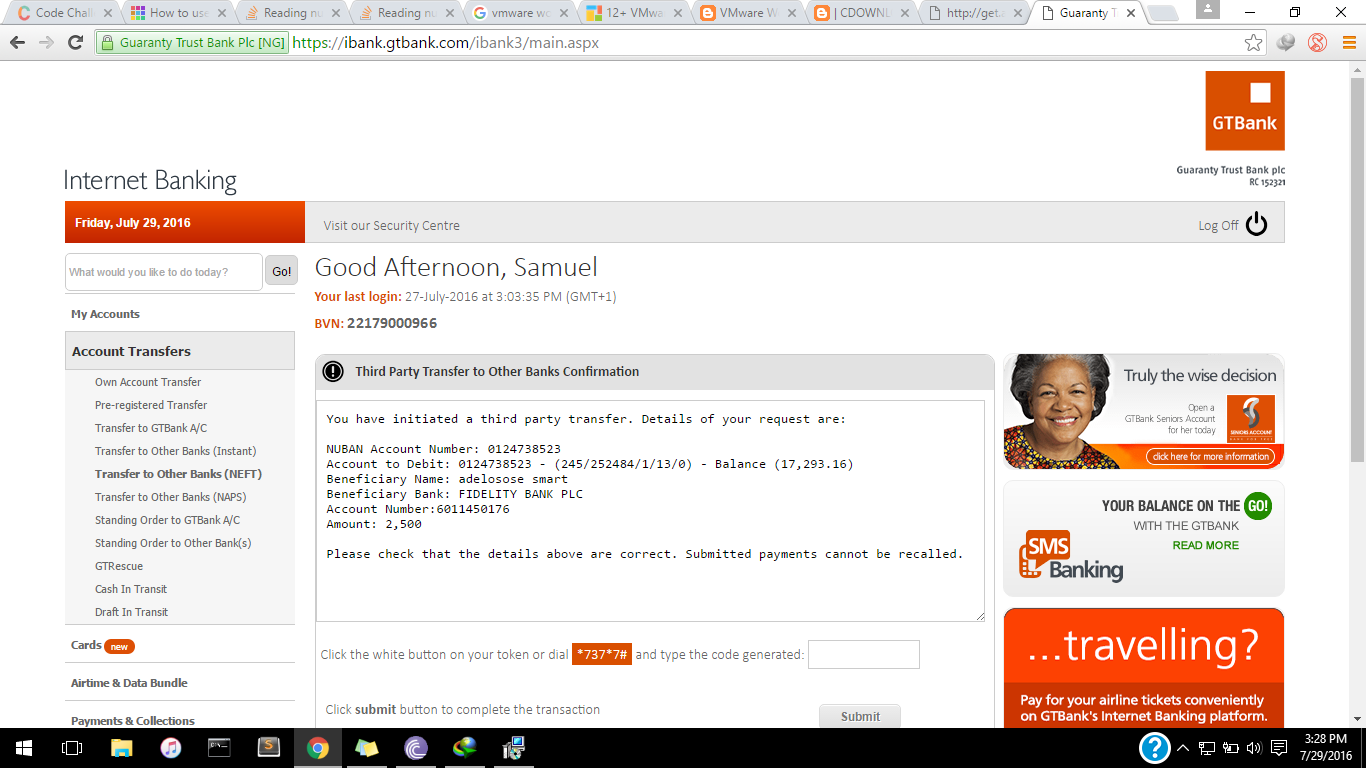 Code Chall
How to use
Reading nu
Reading nu
vmware wo
12+ VMwa
VMware W
| CDOWNL
http://get.
Guaranty T
Guaranty Trust Bank Plc [NG] https://ibank.gtbank.com/ibank3/main.aspx
GTBank
Guaranty Trust Bank plc
RC 152321
Internet Banking
Friday, July 29, 2016
Visit our Security Centre
Log Off
What would you like to do today?
Go!
Good Afternoon, Samuel
Your last login: 27-July-2016 at 3:03:35 PM (GMT+1)
BVN: 22179000966
My Accounts
Account Transfers
Own Account Transfer
Pre-registered Transfer
Transfer to GTBank A/C
Transfer to Other Banks (Instant)
Transfer to Other Banks (NEFT)
Transfer to Other Banks (NAPS)
Standing Order to GTBank A/C
Standing Order to Other Bank(s)
GTRescue
Cash In Transit
Draft In Transit
Cards new
Airtime & Data Bundle
Payments & Collections
Third Party Transfer to Other Banks Confirmation
You have initiated a third party transfer. Details of your request are:
NUBAN Account Number: 0124738523
Account to Debit: 0124738523 - (245/252484/1/13/0) - Balance (17,293.16)
Beneficiary Name: adelosose smart
Beneficiary Bank: FIDELITY BANK PLC
Account Number:6011450176
Amount: 2,500
Please check that the details above are correct. Submitted payments cannot be recalled.
Click the white button on your token or dial *737*7# and type the code generated:
Click submit button to complete the transaction
Submit
Truly the wise decision
Open a
GTBank Seniors Account
for her today
SENIORS ACCOUNT
click here for more information
YOUR BALANCE ON THE GO!
WITH THE GTBANK
READ MORE
SMS
Banking
...travelling?
Pay for your airline tickets conveniently
on GTBank's Internet Banking platform.
3:28 PM
7/29/2016